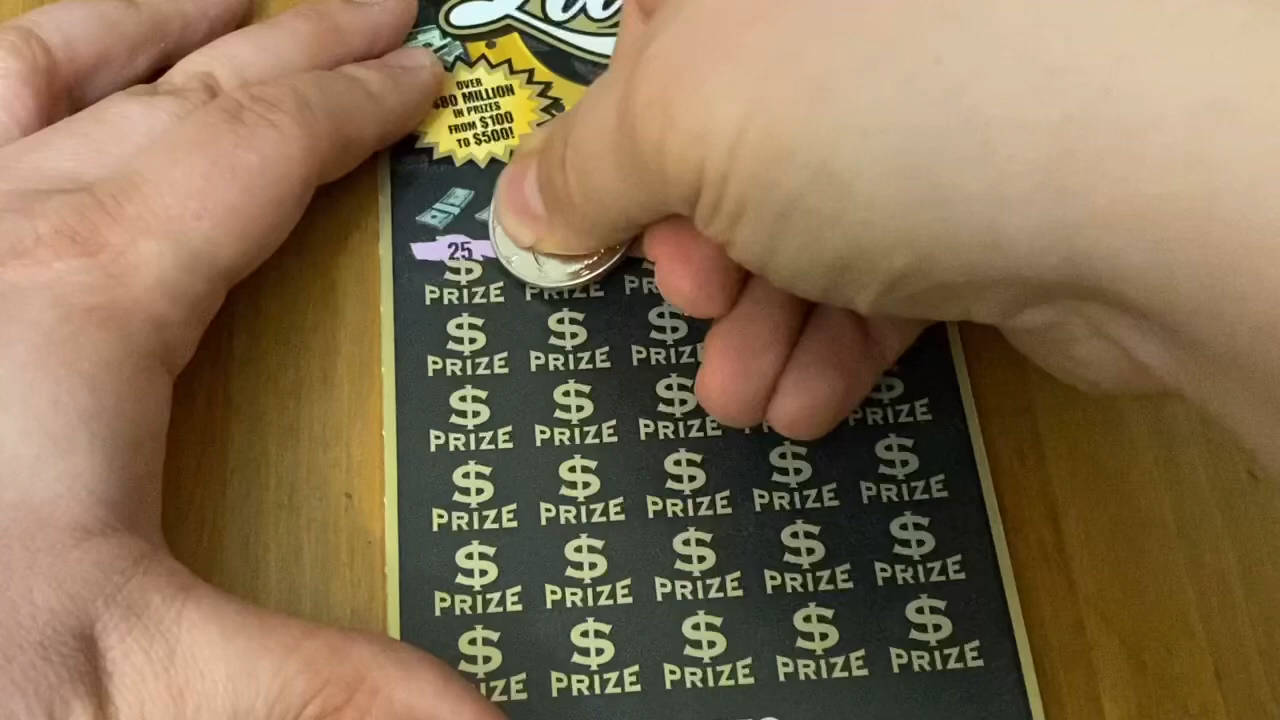 OVER
$80 MILLION
IN PRIZES
FROM $100
TO $500!
25
$ $
PRIZE PRIZE
$ $ $
PRIZE PRIZE PRIZE
$ $ $ $
PRIZE PRIZE PRIZE PRIZE
$ $ $ $ $
PRIZE PRIZE PRIZE PRIZE PRIZE
$ $ $ $ $
PRIZE PRIZE PRIZE PRIZE PRIZE
$ $ $ $ $
PRIZE PRIZE PRIZE PRIZE PRIZE